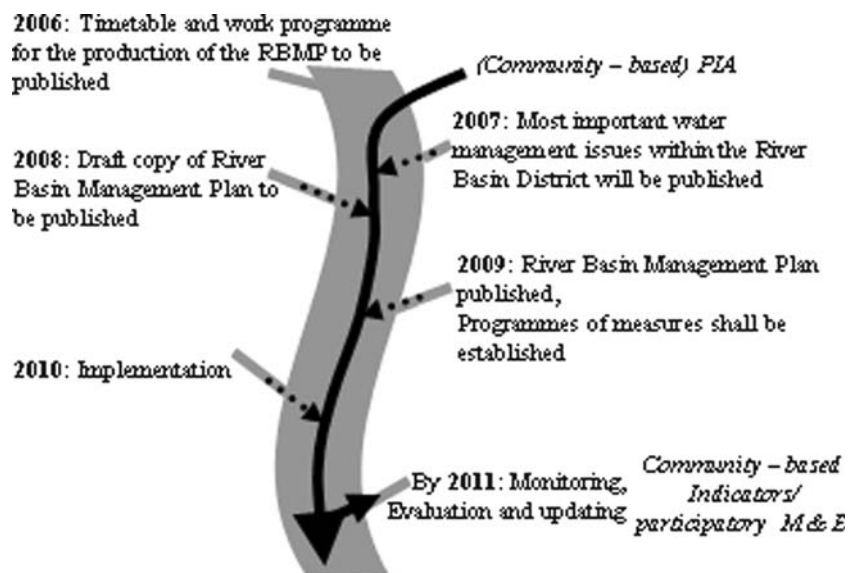 2006: Timetable and work programme
for the production of the RBMP to be
published
(Community – based) PIA
2007: Most important water
management issues within the River
Basin District will be published
2008: Draft copy of River
Basin Management Plan to
be published
2009: River Basin Management Plan
published,
Programmes of measures shall be
established
2010: Implementation
By 2011: Monitoring,
Evaluation and updating
Community – based
Indicators/
participatory M & E